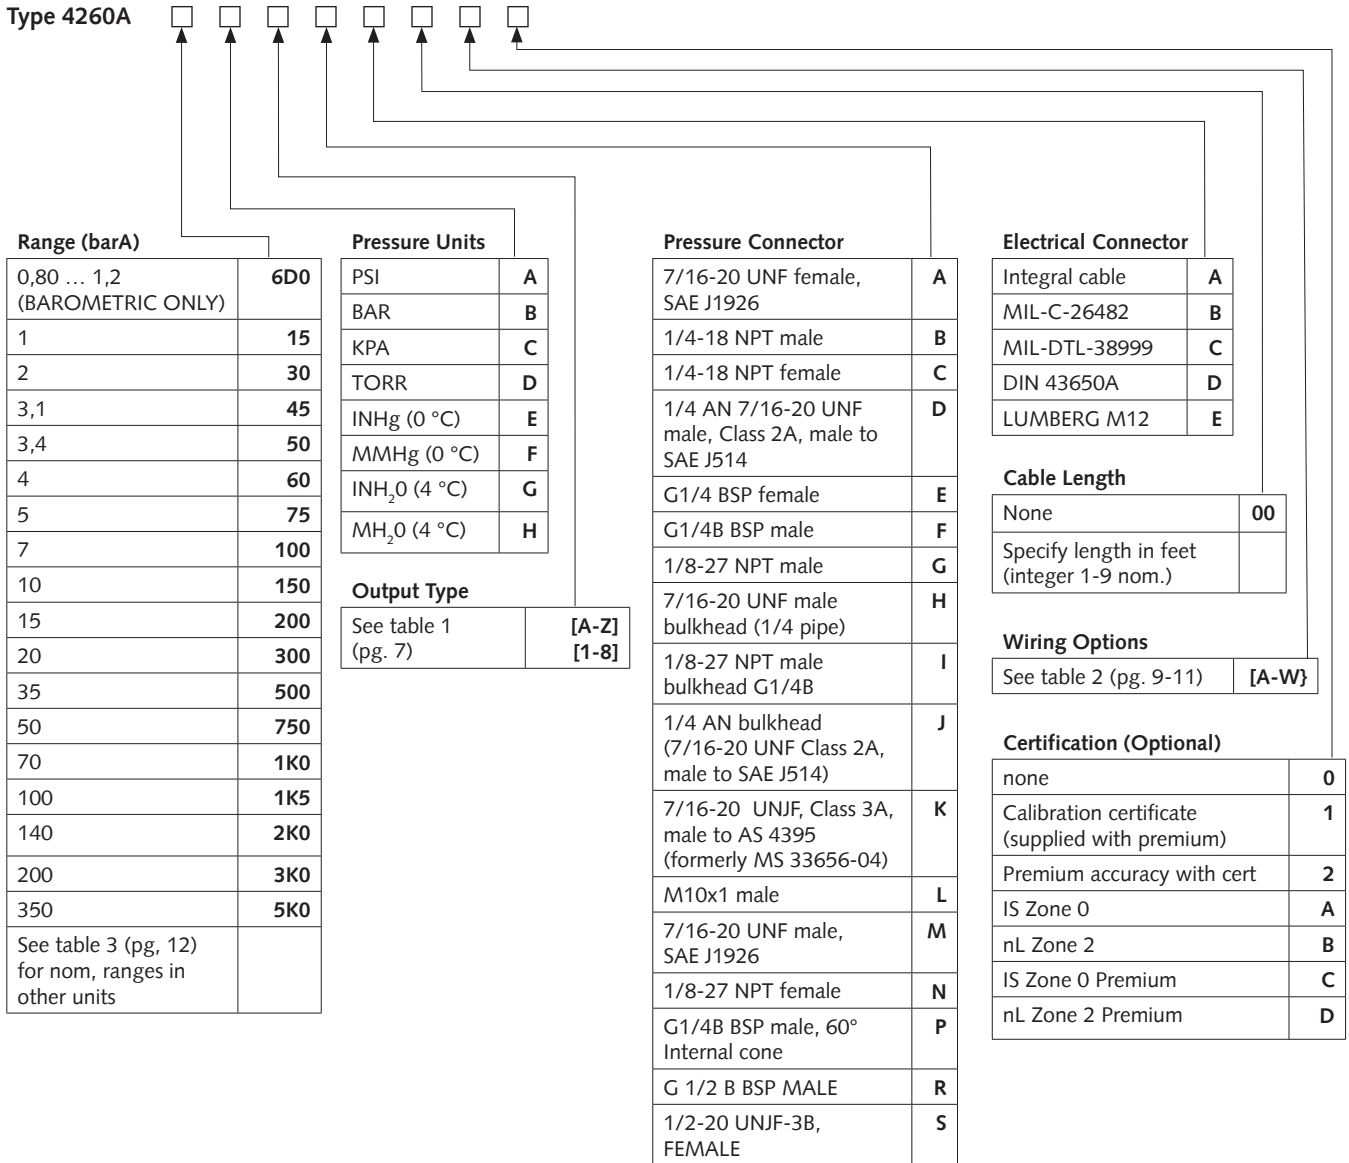 Type 4260A
Range (barA)
0,80 … 1,2
(BAROMETRIC ONLY)
6D0
1 15
2 30
3,1 45
3,4 50
4 60
5 75
7 100
10 150
15 200
20 300
35 500
50 750
70 1K0
100 1K5
140 2K0
200 3K0
350 5K0
See table 3 (pg, 12)
for nom, ranges in
other units
Pressure Units
PSI A
BAR B
KPA C
TORR D
INHg (0 °C) E
MMHg (0 °C) F
INH₂0 (4 °C) G
MH₂0 (4 °C) H
Output Type
See table 1 [A-Z]
(pg. 7) [1-8]
Pressure Connector
7/16-20 UNF female, A
SAE J1926
1/4-18 NPT male B
1/4-18 NPT female C
1/4 AN 7/16-20 UNF D
male, Class 2A, male to
SAE J514
G1/4 BSP female E
G1/4B BSP male F
1/8-27 NPT male G
7/16-20 UNF male H
bulkhead (1/4 pipe)
1/8-27 NPT male I
bulkhead G1/4B
1/4 AN bulkhead J
(7/16-20 UNF Class 2A,
male to SAE J514)
7/16-20 UNJF, Class 3A, K
male to AS 4395
(formerly MS 33656-04)
M10x1 male L
7/16-20 UNF male, M
SAE J1926
1/8-27 NPT female N
G1/4B BSP male, 60° P
Internal cone
G 1/2 B BSP MALE R
1/2-20 UNJF-3B, S
FEMALE
Electrical Connector
Integral cable A
MIL-C-26482 B
MIL-DTL-38999 C
DIN 43650A D
LUMBERG M12 E
Cable Length
None 00
Specify length in feet
(integer 1-9 nom.)
Wiring Options
See table 2 (pg. 9-11) [A-W}
Certification (Optional)
none 0
Calibration certificate 1
(supplied with premium)
Premium accuracy with cert 2
IS Zone 0 A
nL Zone 2 B
IS Zone 0 Premium C
nL Zone 2 Premium D